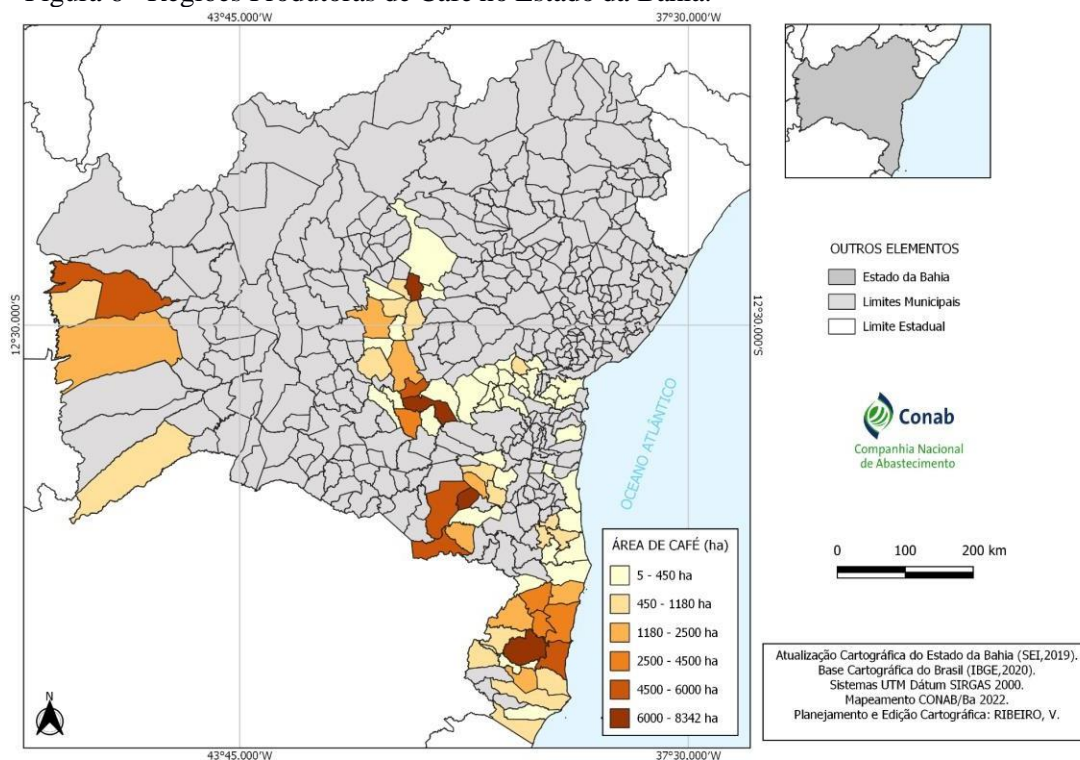 Figura 6 - Regiões Produtoras de Café no Estado da Bahia.
43°45.000'W
37°30.000'W
12°30.000'S
12°30.000'S
OCEANO ATLÂNTICO
ÁREA DE CAFÉ (ha)
5 - 450 ha
450 - 1180 ha
1180 - 2500 ha
2500 - 4500 ha
4500 - 6000 ha
6000 - 8342 ha
N
43°45.000'W
37°30.000'W
OUTROS ELEMENTOS
Estado da Bahia
Limites Municipais
Limite Estadual
Conab
Companhia Nacional
de Abastecimento
0 100 200 km
Atualização Cartográfica do Estado da Bahia (SEI,2019).
Base Cartográfica do Brasil (IBGE,2020).
Sistemas UTM Dátum SIRGAS 2000.
Mapeamento CONAB/Ba 2022.
Planejamento e Edição Cartográfica: RIBEIRO, V.